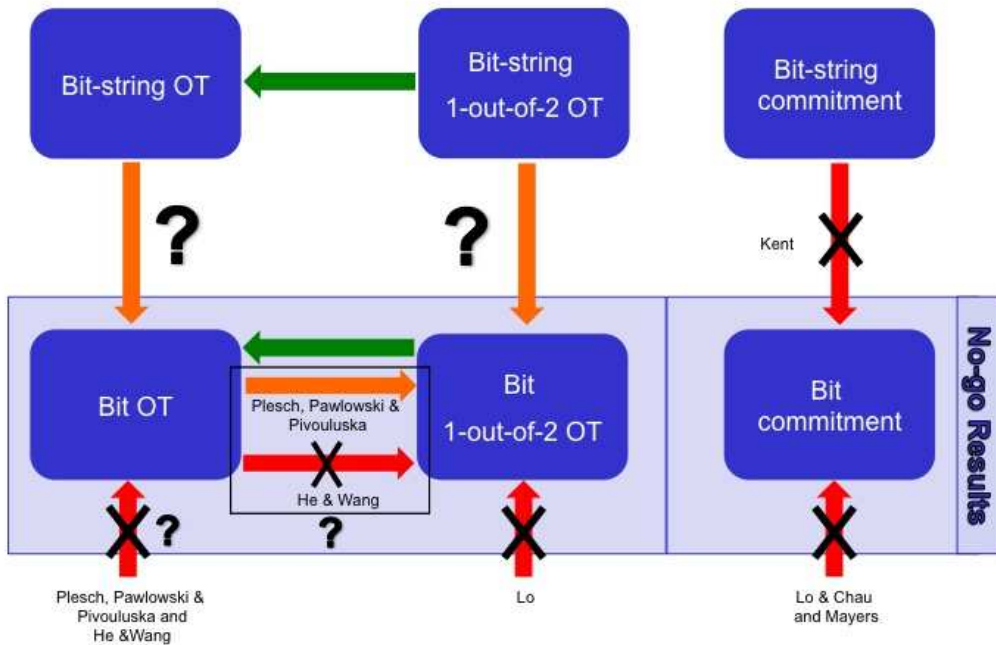 Bit-string OT
Bit-string
1-out-of-2 OT
Bit-string
commitment
?
?
Kent
Bit OT
Plesch, Pawlowski &
Pivouluska
He & Wang
?
Bit
1-out-of-2 OT
Bit
commitment
No-go Results
?
Plesch, Pawlowski &
Pivouluska and
He &Wang
Lo
Lo & Chau
and Mayers